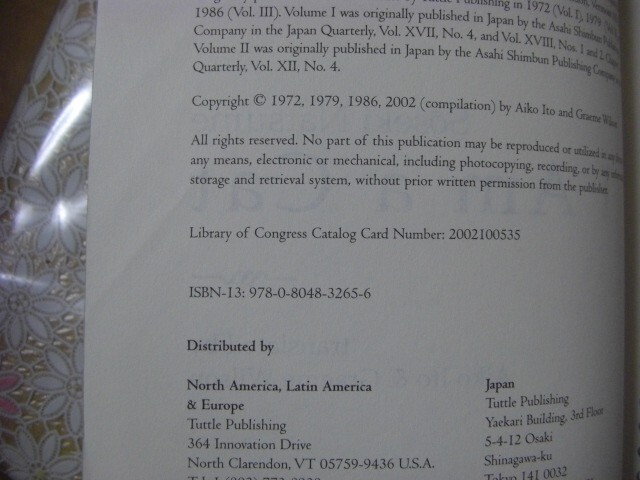 Publishing in 1972 (Vol. I), 1979
1986 (Vol. III). Volume I was originally published in Japan by the Asahi Shimbun
Company in the Japan Quarterly, Vol. XVII, No. 4, and Vol. XVIII, Nos. 1 and 2.
Volume II was originally published in Japan by the Asahi Shimbun Publishing Company
Quarterly, Vol. XII, No. 4.
Copyright © 1972, 1979, 1986, 2002 (compilation) by Aiko Ito and Graeme
All rights reserved. No part of this publication may be reproduced or utilized in any
any means, electronic or mechanical, including photocopying, recording, or by any
storage and retrieval system, without prior written permission from the publisher.
Library of Congress Catalog Card Number: 2002100535
ISBN-13: 978-0-8048-3265-6
Distributed by
North America, Latin America
& Europe
Tuttle Publishing
364 Innovation Drive
North Clarendon, VT 05759-9436 U.S.A.
Japan
Tuttle Publishing
Yaekari Building, 3rd Floor
5-4-12 Osaki
Shinagawa-ku
Tokyo 141 0032